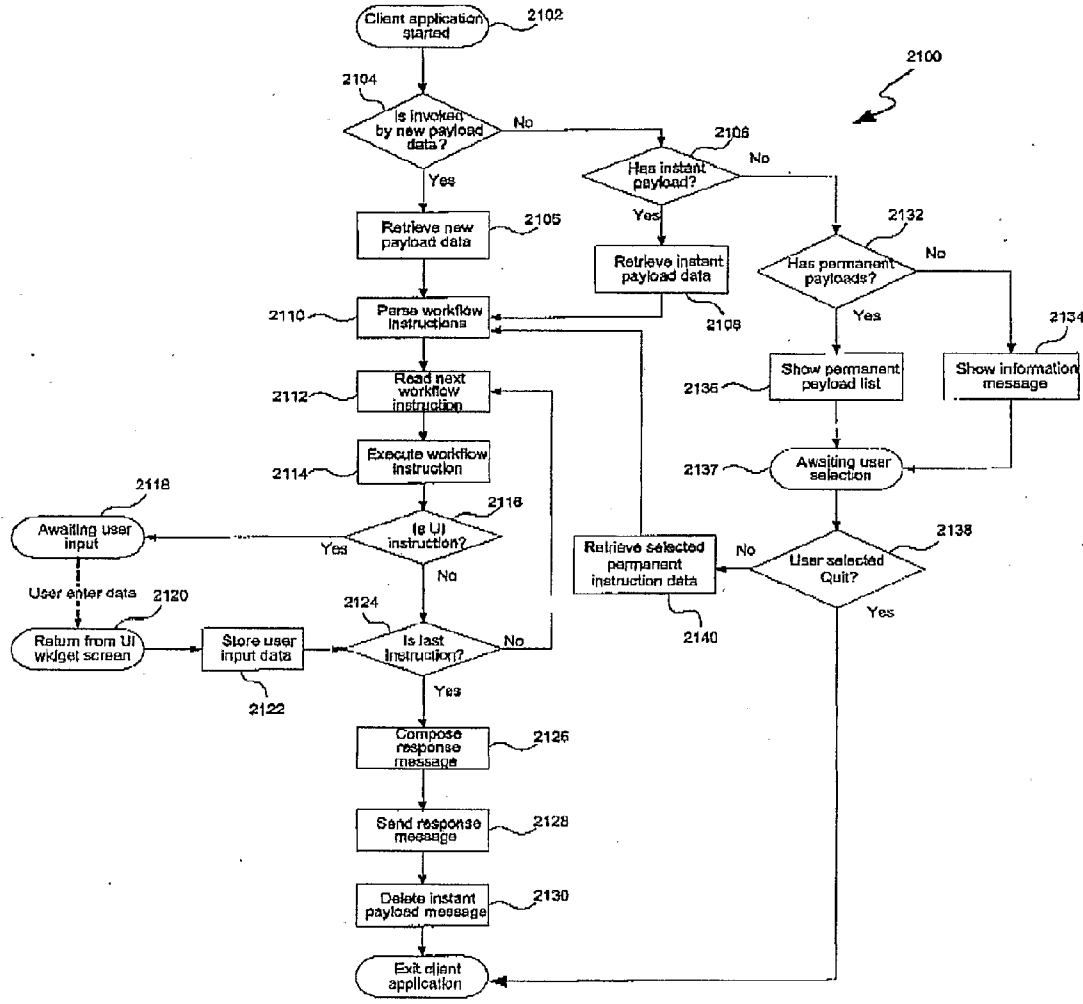 Client application
started
2102
2100
2104
Is invoked
by new payload
data?
No
Yes
2106
Has instant
payload?
No
Yes
Retrieve new
payload data
2105
2132
Has permanent
payloads?
No
Yes
Retrieve instant
payload data
2108
2110
Parse workflow
instructions
2134
Show information
message
2136
Show permanent
payload list
2112
Read next
workflow
instruction
2114
Execute workflow
instruction
2137
Awaiting user
selection
2118
Awaiting user
input
2116
Is UI
instruction?
Yes
No
2138
User selected
Quit?
No
Yes
Retrieve selected
permanent
instruction data
2140
User enter data
2120
Return from UI
widget screen
Store user
input data
2122
2124
Is last
instruction?
No
Yes
Compose
response
message
2126
Send response
message
2128
Delete instant
payload message
2130
Exit client
application